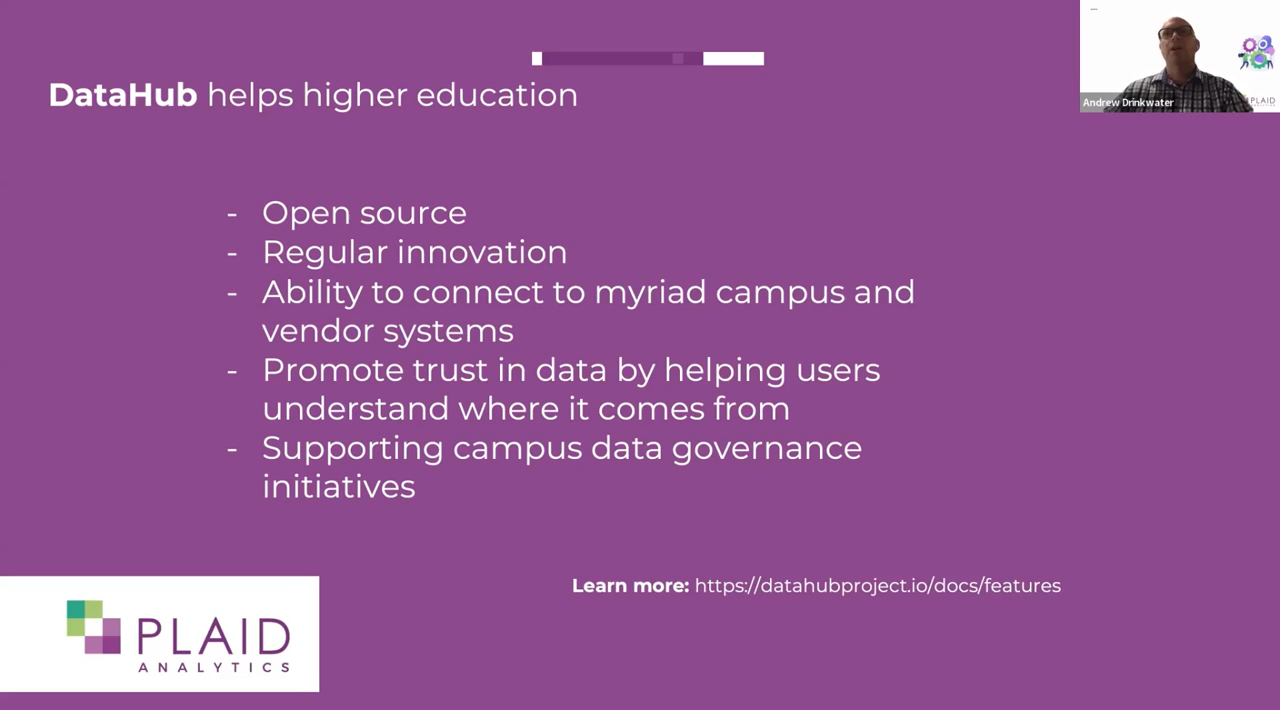 DataHub helps higher education
Andrew Drinkwater
PLAID
- Open source
- Regular innovation
- Ability to connect to myriad campus and
vendor systems
- Promote trust in data by helping users
understand where it comes from
- Supporting campus data governance
initiatives
Learn more: https://datahubproject.io/docs/features
PLAID
ANALYTICS